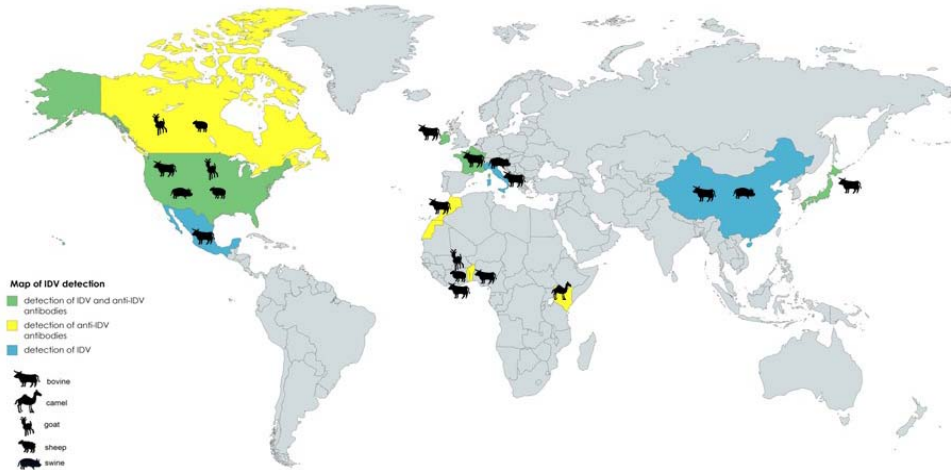 Map of IDV detection
detection of IDV and anti-IDV
antibodies
detection of anti-IDV
antibodies
detection of IDV
bovine
camel
goat
sheep
swine